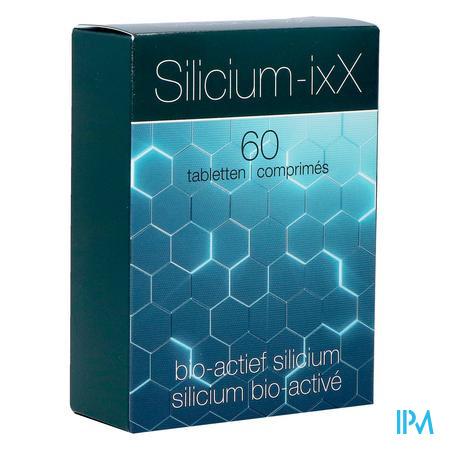 Silicium-ixX
60
tabletten comprimés
bio-actief silicium
silicium bio-activé
IPM